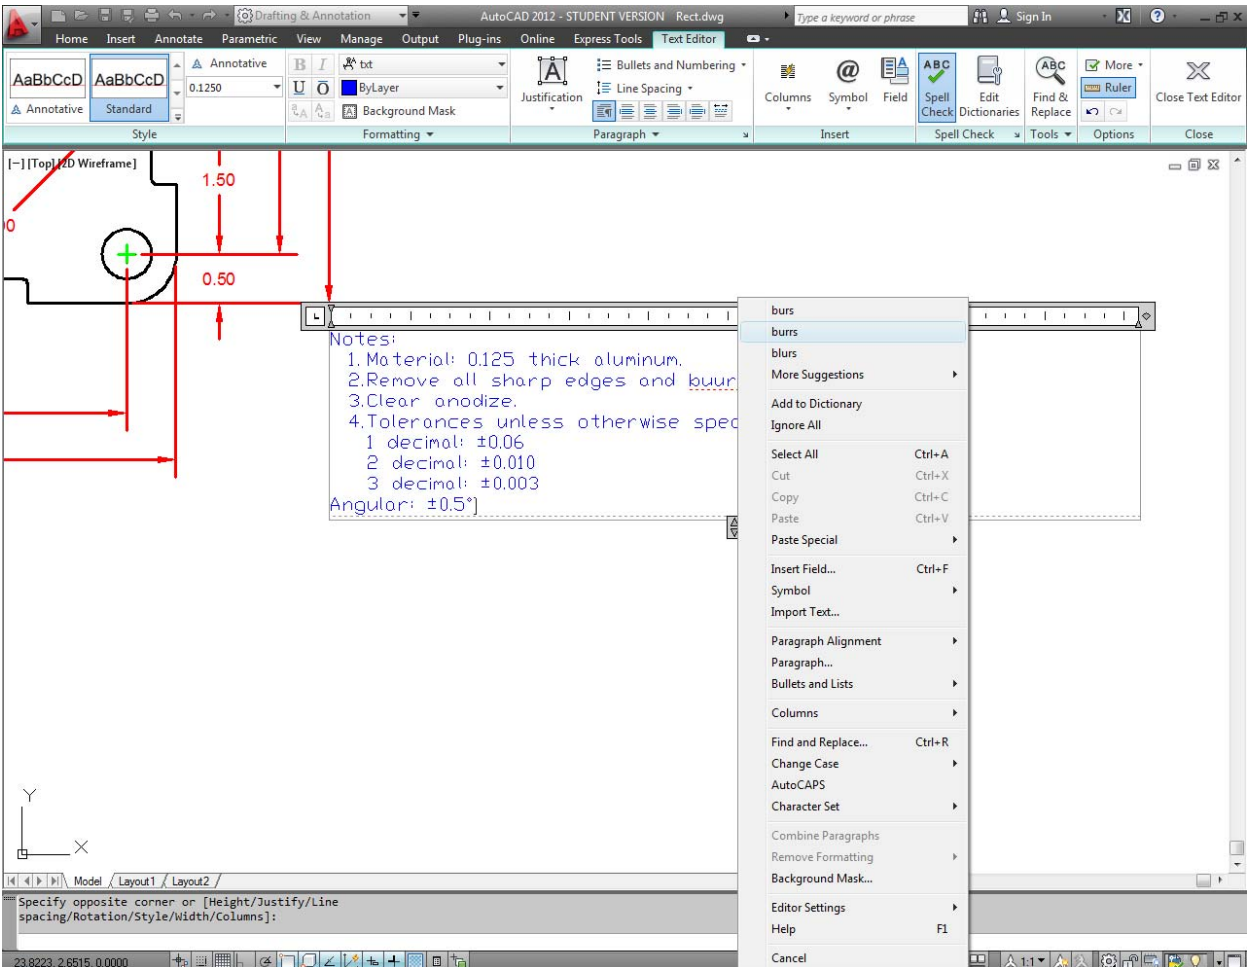 Drafting & Annotation
AutoCAD 2012 - STUDENT VERSION Rect.dwg
Type a keyword or phrase
Sign In
Home Insert Annotate Parametric View Manage Output Plug-ins Online Express Tools Text Editor
AaBbCcD AaBbCcD
Annotative
Annotative Standard
0.1250
Style
B I
txt
U O
ByLayer
Background Mask
Formatting
A
Justification
Bullets and Numbering
Line Spacing
Paragraph
Columns
@
Symbol
Field
Insert
ABC
Spell
Check
Edit
Dictionaries
Spell Check
ABC
Find &
Replace
Tools
More
Ruler
Options
Close Text Editor
Close
[−] [Top] [2D Wireframe]
1.50
0.50
Notes:
1. Material: 0.125 thick aluminum.
2.Remove all sharp edges and buur
3.Clear anodize.
4.Tolerances unless otherwise spec
1 decimal: ±0.06
2 decimal: ±0.010
3 decimal: ±0.003
Angular: ±0.5°]
burs
burrs
blurs
More Suggestions
Add to Dictionary
Ignore All
Select All Ctrl+A
Cut Ctrl+X
Copy Ctrl+C
Paste Ctrl+V
Paste Special
Insert Field... Ctrl+F
Symbol
Import Text...
Paragraph Alignment
Paragraph...
Bullets and Lists
Columns
Find and Replace... Ctrl+R
Change Case
AutoCAPS
Character Set
Combine Paragraphs
Remove Formatting
Background Mask...
Editor Settings
Help F1
Cancel
Y
X
Model Layout1 Layout2
Specify opposite corner or [Height/Justify/Line
spacing/Rotation/Style/Width/Columns]:
23.8223, 2.6515, 0.0000
1:1